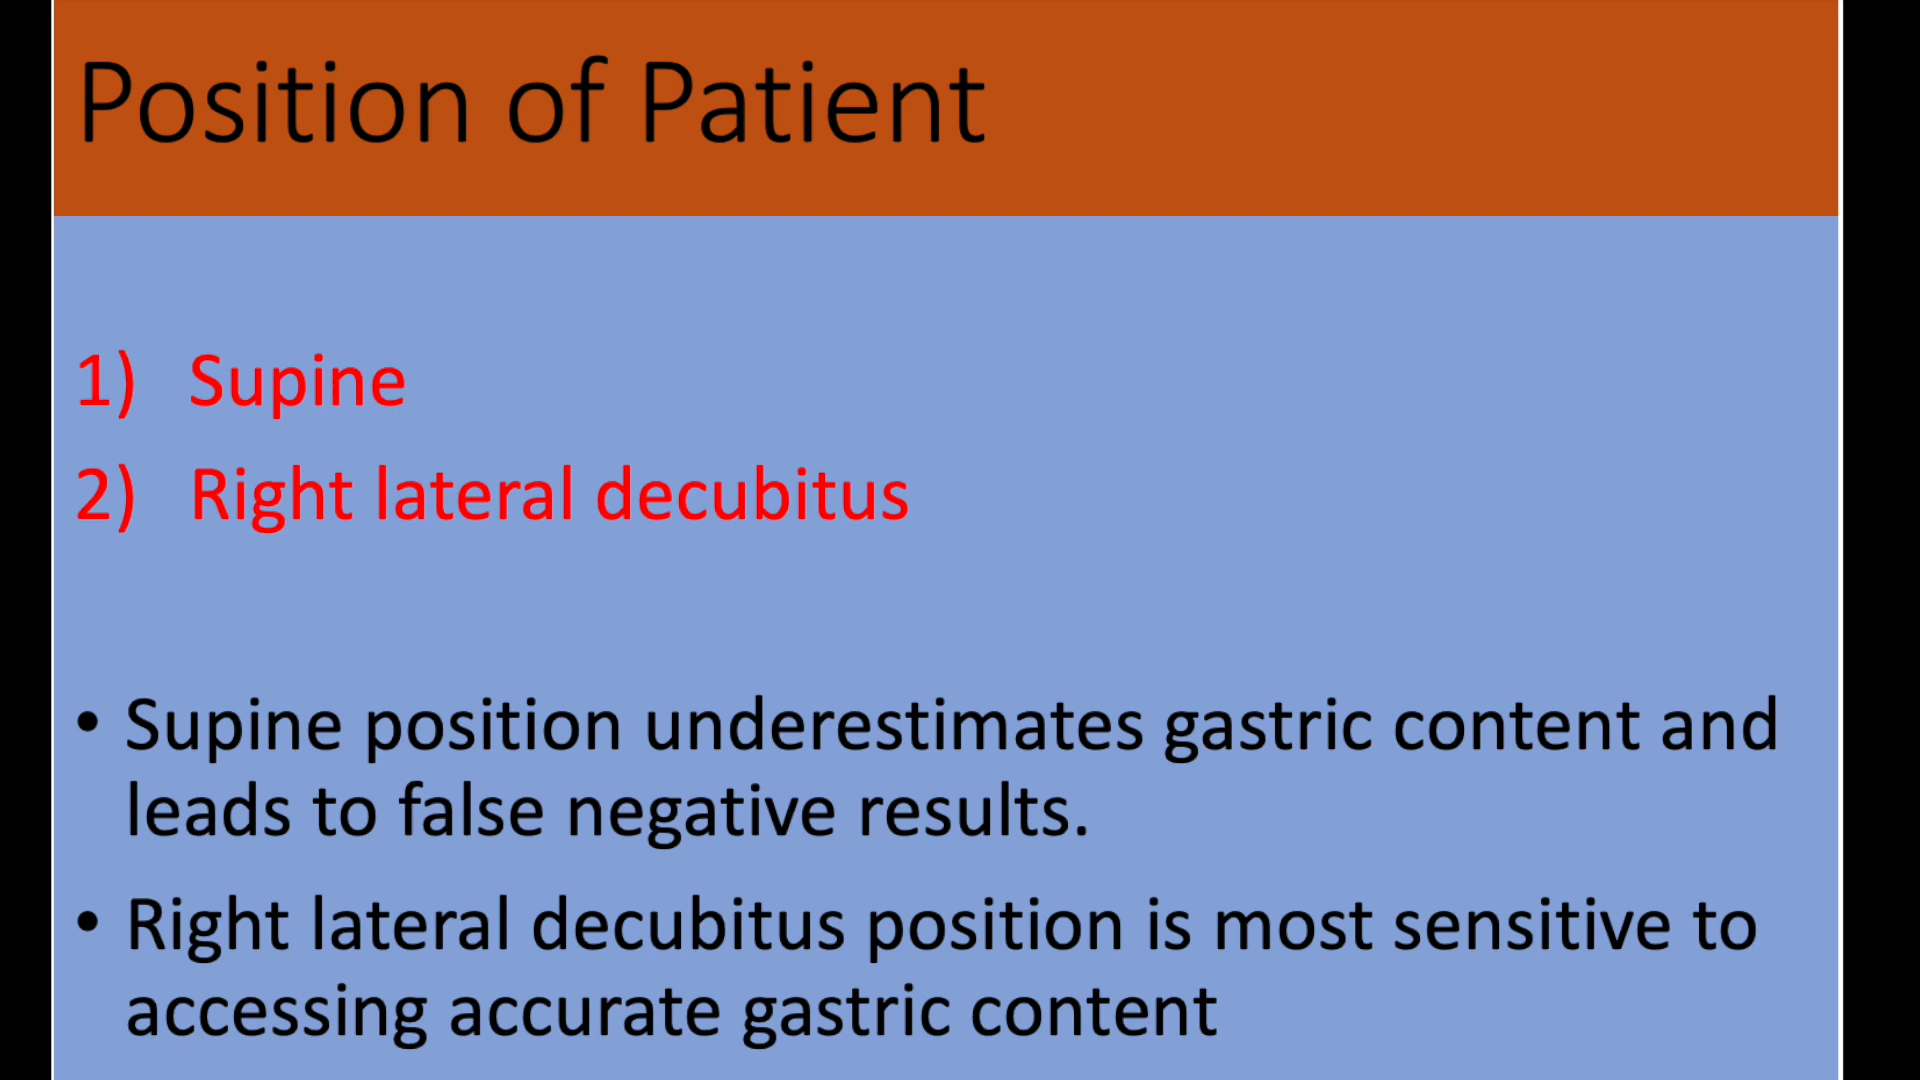 Position of Patient
1) Supine
2) Right lateral decubitus
• Supine position underestimates gastric content and
leads to false negative results.
• Right lateral decubitus position is most sensitive to
accessing accurate gastric content